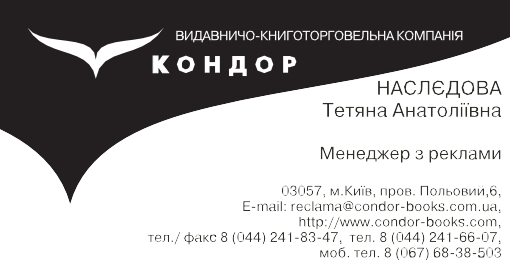 ВИДАВНИЧО-КНИГОТОРГОВЕЛЬНА КОМПАНІЯ
КОНДОР
НАСЛЄДОВА
Тетяна Анатоліївна
Менеджер з реклами
03057, м.Київ, пров. Польовии,6,
E-mail: reclama@condor-books.com.ua,
http://www.condor-books.com,
тел./ факс 8 (044) 241-83-47, тел. 8 (044) 241-66-07,
моб. тел. 8 (067) 68-38-503